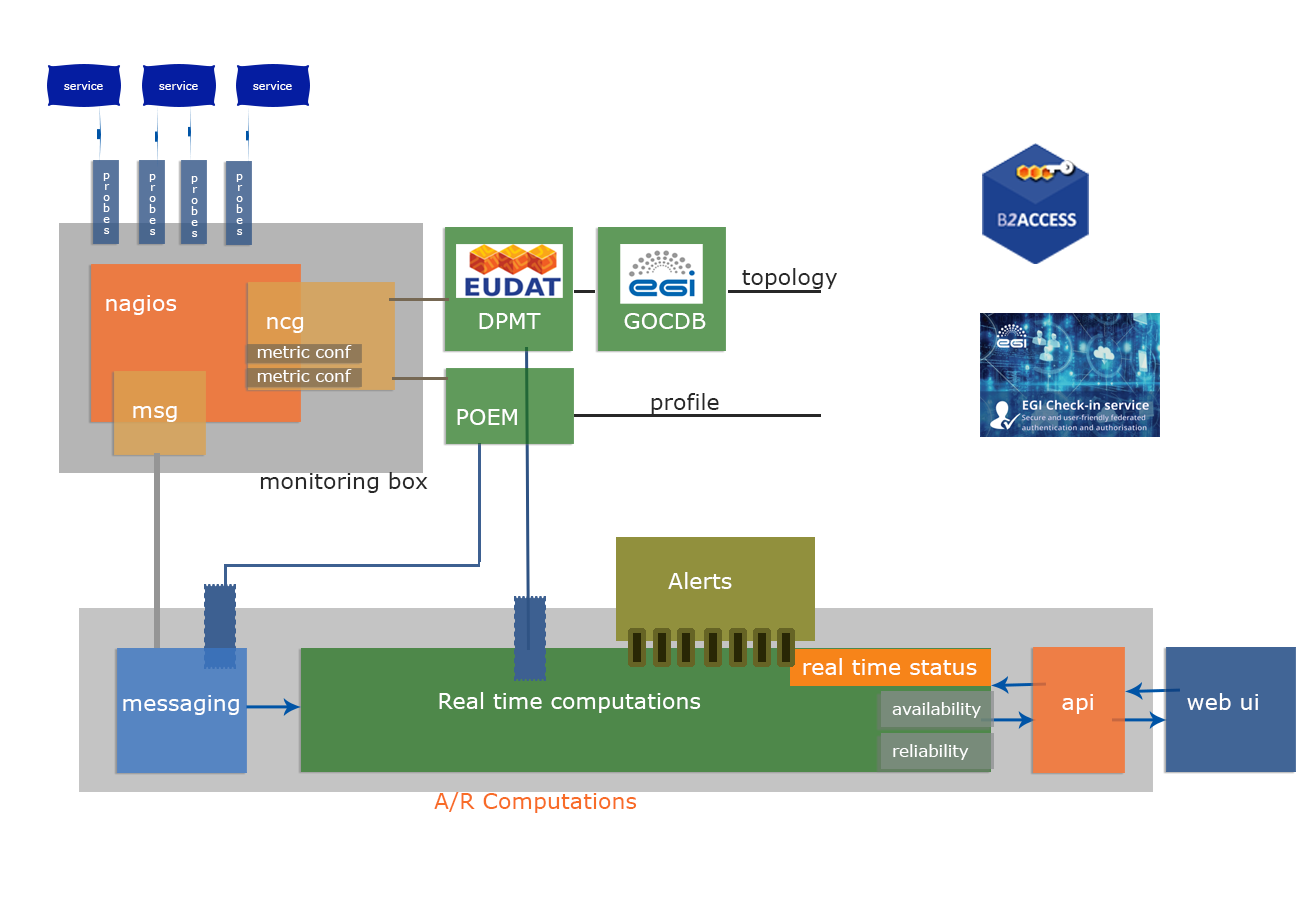 service
service
service
probes
probes
probes
probes
nagios
ncg
metric conf
metric conf
msg
monitoring box
EUDAT
DPMT
egi
GOCDB
topology
POEM
profile
B2ACCESS
egi
EGI Check-in service
Secure and user-friendly federated
authentication and authorisation
Alerts
messaging
Real time computations
real time status
availability
reliability
api
web ui
A/R Computations